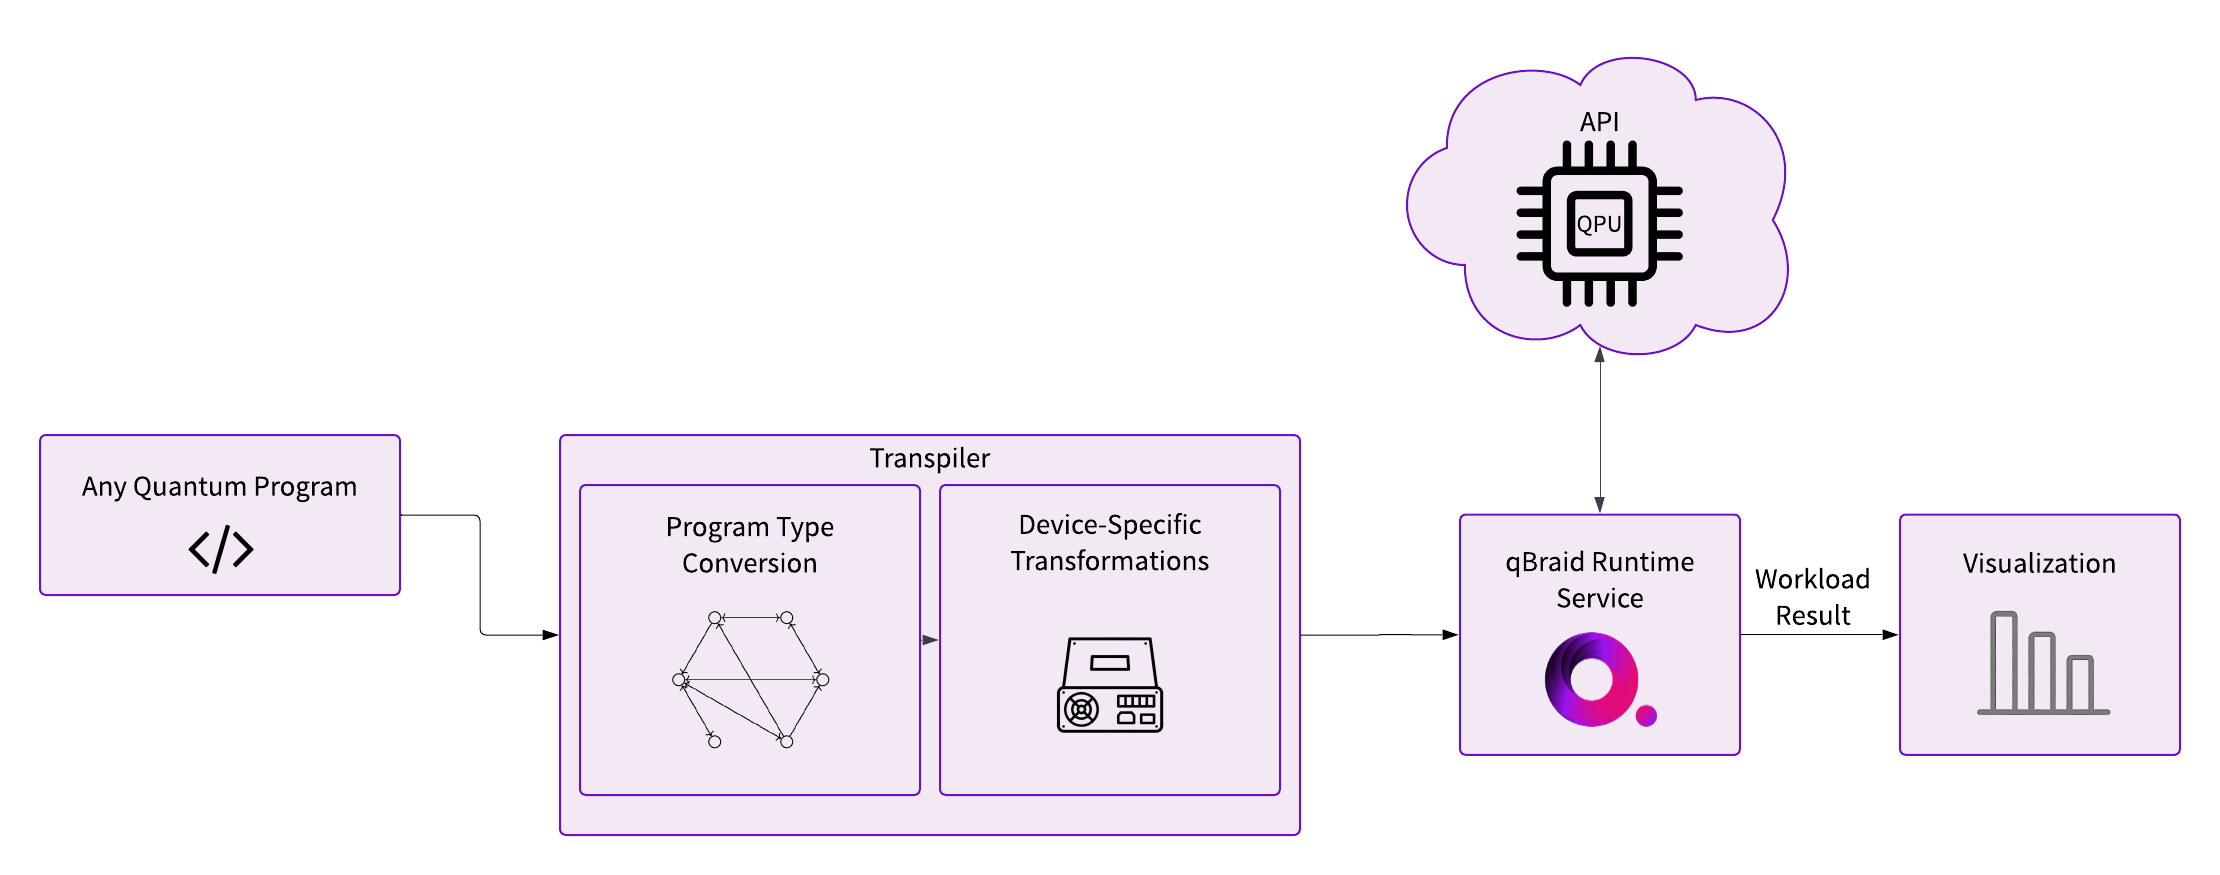 API
QPU
Any Quantum Program
Transpiler
Program Type
Conversion
Device-Specific
Transformations
qBraid Runtime
Service
Workload
Result
Visualization